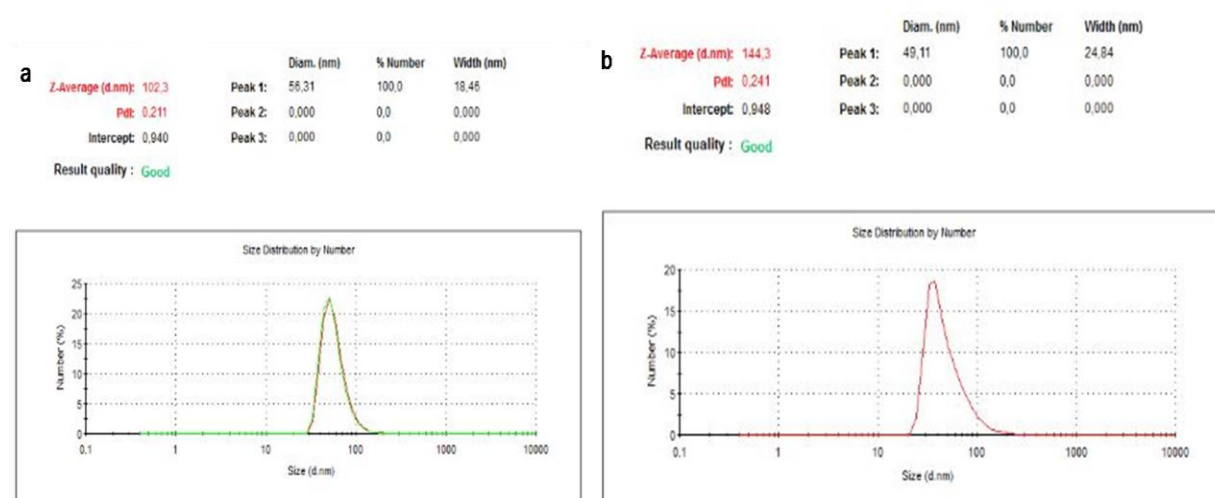 a
Diam. (nm) % Number Width (nm)
Z-Average (d.nm): 102,3 Peak 1: 56,31 100,0 18,46
PdI: 0,211 Peak 2: 0,000 0,0 0,000
Intercept: 0,940 Peak 3: 0,000 0,0 0,000
Result quality : Good
Size Distribution by Number
Number (%)
25
20
15
10
5
0
0.1 1 10 100 1000 10000
Size (d.nm)
b
Diam. (nm) % Number Width (nm)
Z-Average (d.nm): 144,3 Peak 1: 49,11 100,0 24,84
PdI: 0,241 Peak 2: 0,000 0,0 0,000
Intercept: 0,948 Peak 3: 0,000 0,0 0,000
Result quality : Good
Size Distribution by Number
Number (%)
20
15
10
5
0
0.1 1 10 100 1000 10000
Size (d.nm)